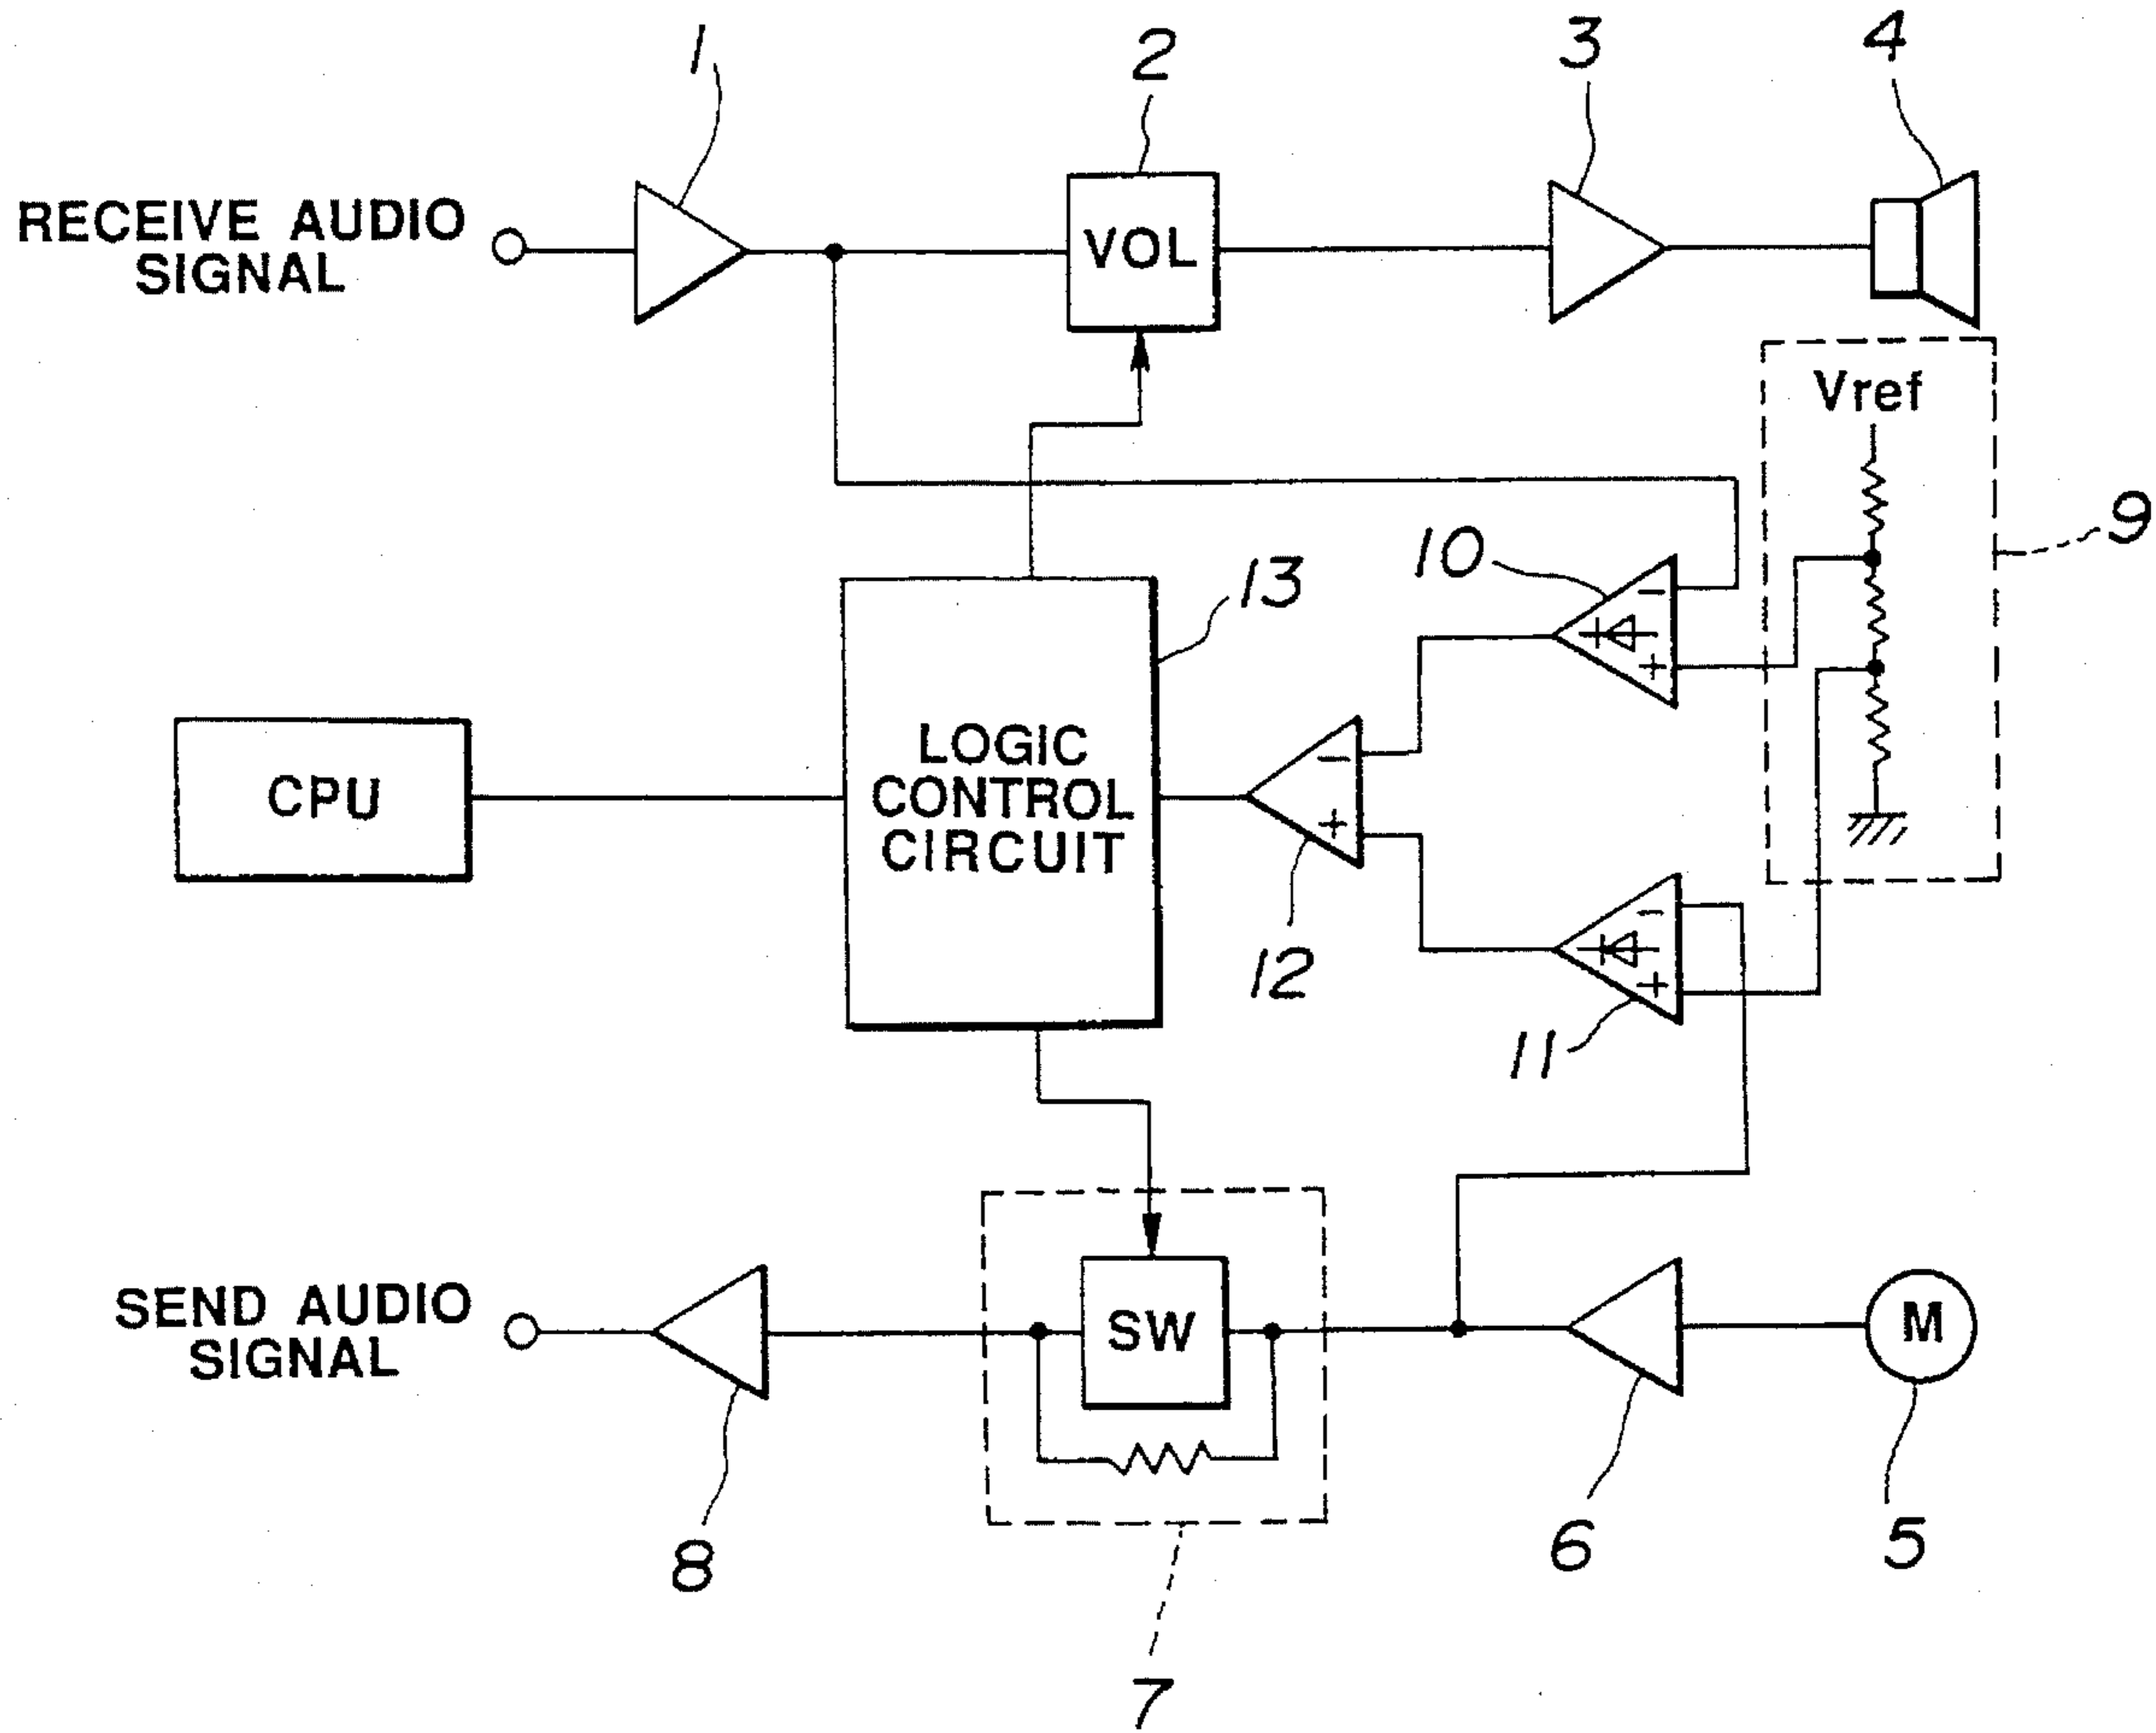 1
2
3
4
RECEIVE AUDIO
SIGNAL
VOL
Vref
9
10
−
+
13
LOGIC
CONTROL
CIRCUIT
CPU
−
+
12
−
+
11
SEND AUDIO
SIGNAL
SW
M
8
6
5
7